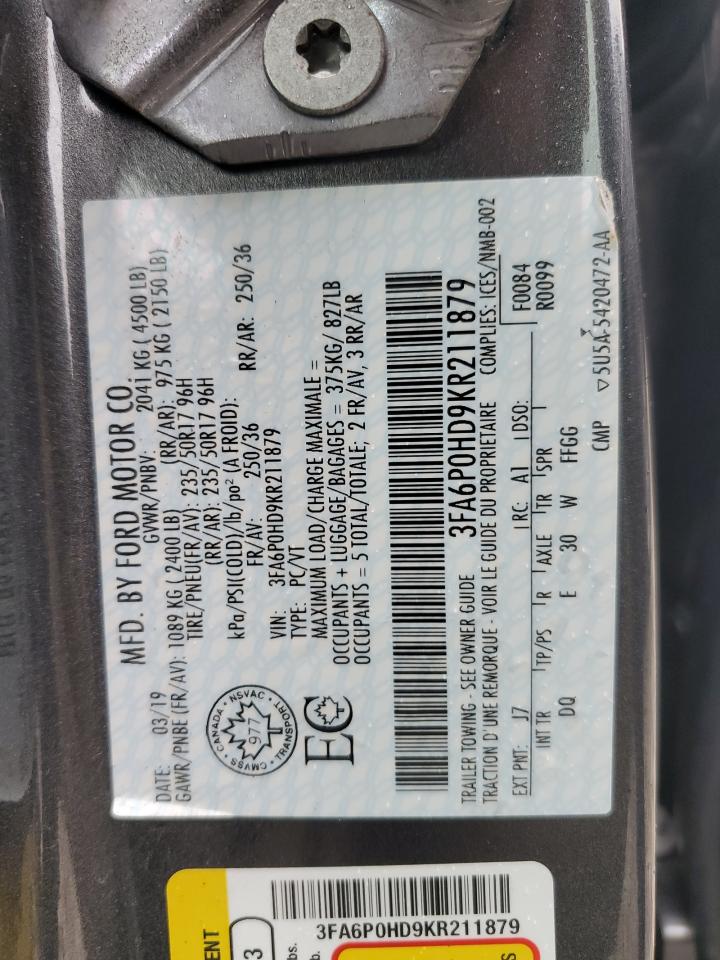 MFD. BY FORD MOTOR CO.
DATE: 03/19 GVWR/PNBV: 2041 KG ( 4500 LB)
GAWR/PNBE (FR/AV): 1089 KG ( 2400 LB) (RR/AR): 975 KG ( 2150 LB)
TIRE/PNEU(FR/AV): 235/50R17 96H
(RR/AR): 235/50R17 96H
kPa/PSI(COLD)/lb/po² (A FROID):
FR/AV: 250/36 RR/AR: 250/36
VIN: 3FA6P0HD9KR211879
TYPE: PC/VT
MAXIMUM LOAD/CHARGE MAXIMALE =
OCCUPANTS + LUGGAGE/BAGAGES = 375KG/ 827LB
OCCUPANTS = 5 TOTAL/TOTALE; 2 FR/AV, 3 RR/AR
CANADA · NSVAC · TRANSPORT · CMVSS
977
EC
3FA6P0HD9KR211879
TRAILER TOWING - SEE OWNER GUIDE
TRACTION D'UNE REMORQUE - VOIR LE GUIDE DU PROPRIETAIRE COMPLIES: ICES/NMB-002
EXT PNT: J7 RC: A1 DSO: F0084
R0099
INT TR TP/PS R AXLE TR SPR
DQ E 30 W FFGG
CMP ▽5U5A-5420472-AA
3FA6P0HD9KR211879